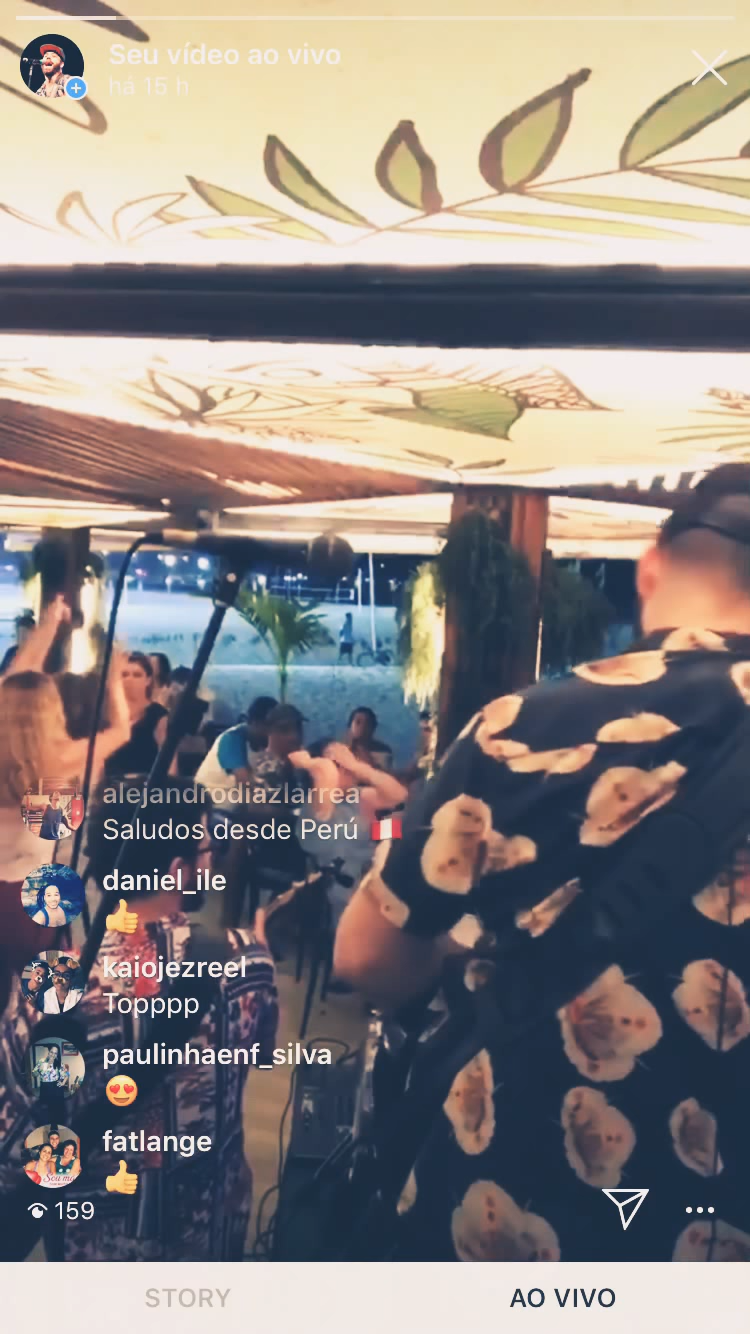 Seu vídeo ao vivo
há 15 h
alejandrodiazlarrea
Saludos desde Perú 🇵🇪
daniel_ile
👍
kaiojezreel
Topppp
paulinhaenf_silva
😍
fatlange
👍
159
STORY
AO VIVO